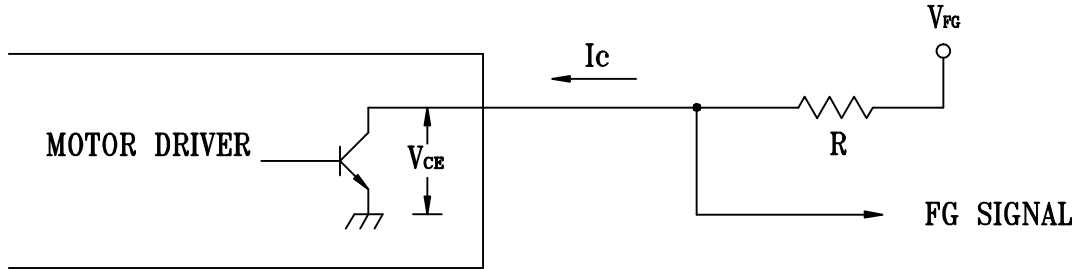 VFG
Ic
MOTOR DRIVER
VCE
R
FG SIGNAL